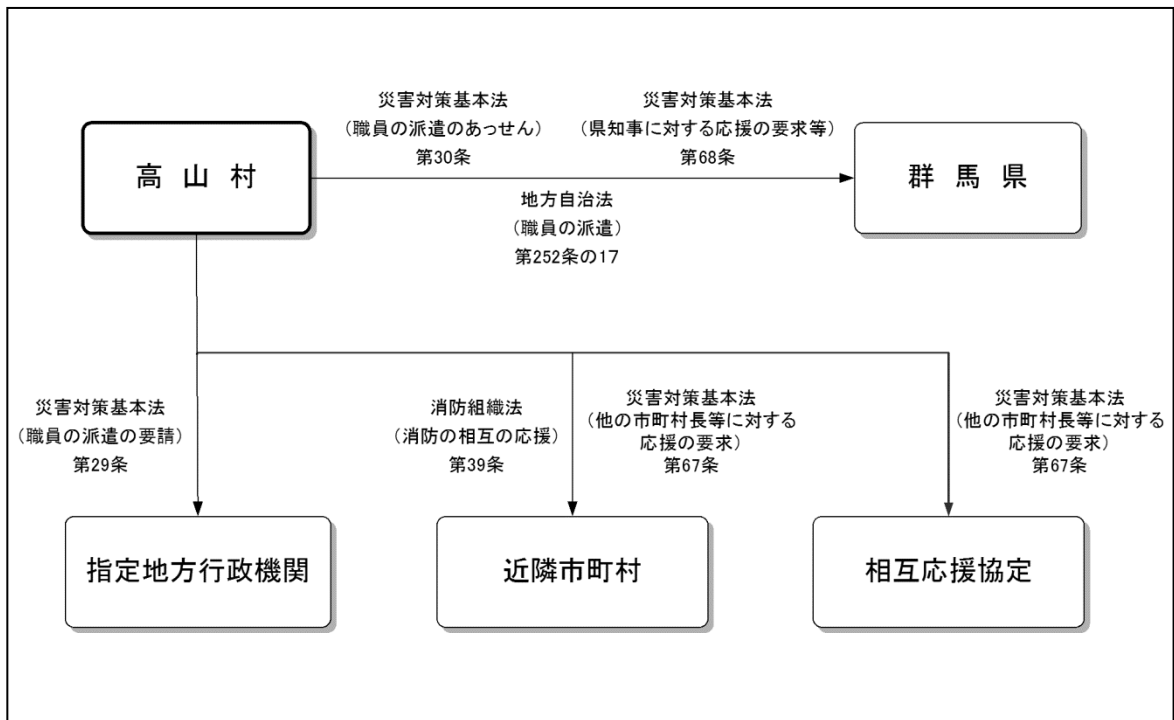 災害対策基本法
(職員の派遣のあっせん)
第30条
災害対策基本法
(県知事に対する応援の要求等)
第68条
高山村
群馬県
地方自治法
(職員の派遣)
第252条の17
災害対策基本法
(職員の派遣の要請)
第29条
消防組織法
(消防の相互の応援)
第39条
災害対策基本法
(他の市町村長等に対する
応援の要求)
第67条
災害対策基本法
(他の市町村長等に対する
応援の要求)
第67条
指定地方行政機関
近隣市町村
相互応援協定